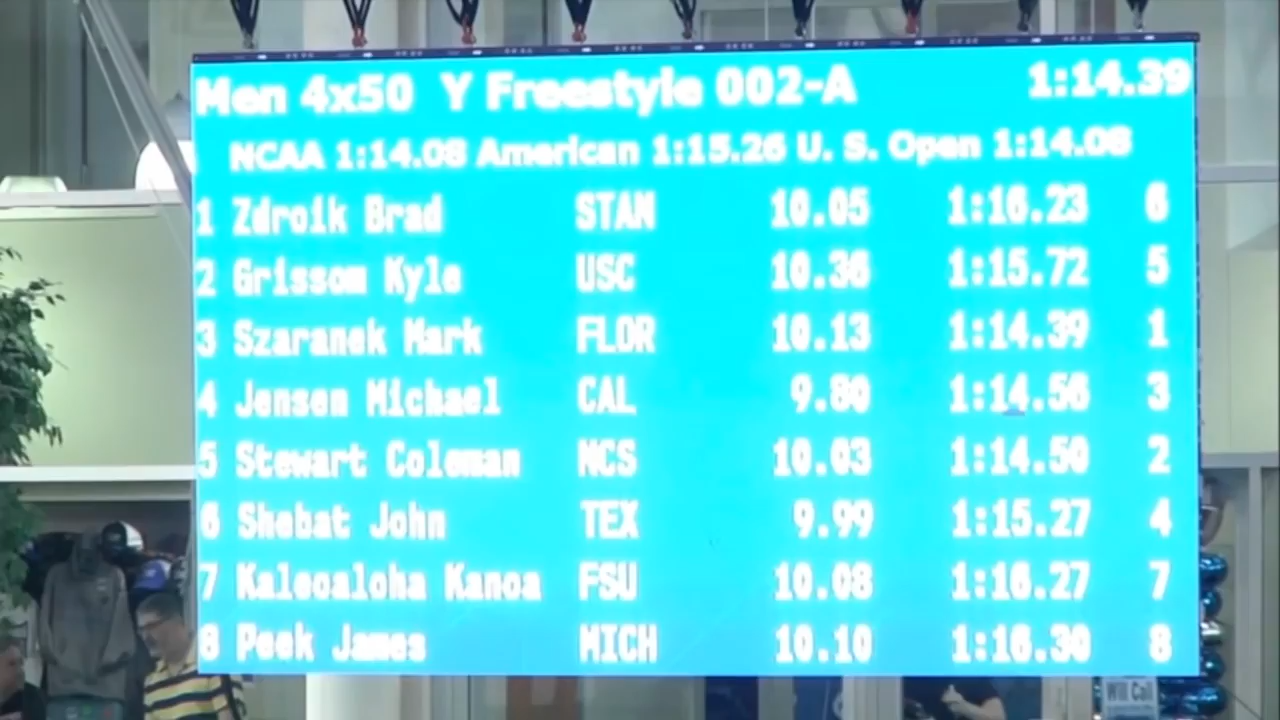 Men 4x50 Y Freestyle 002-A 1:14.39
NCAA 1:14.08 American 1:15.26 U. S. Open 1:14.08
1 Zdroik Brad STAN 10.05 1:16.23 6
2 Grissom Kyle USC 10.36 1:15.72 5
3 Szaranek Mark FLOR 10.13 1:14.39 1
4 Jensen Michael CAL 9.80 1:14.56 3
5 Stewart Coleman NCS 10.03 1:14.50 2
6 Shebat John TEX 9.99 1:15.27 4
7 Kaleoaloha Kanoa FSU 10.08 1:16.27 7
8 Peek James MICH 10.10 1:16.30 8
Will Call